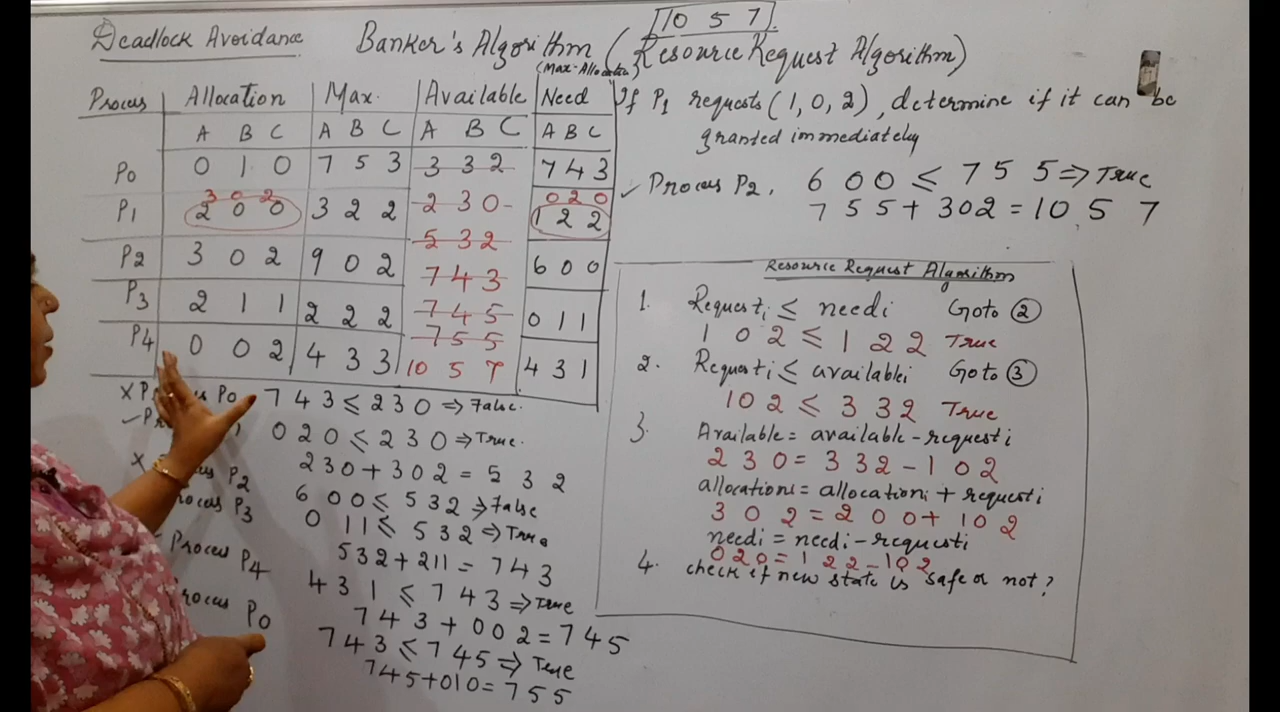 10 5 7
Deadlock Avoidance Banker's Algorithm (Resource Request Algorithm)
(Max-Allocation)
Process Allocation Max. Available Need
A B C A B C A B C A B C
P0 0 1 0 7 5 3 3 3 2 7 4 3
3 0 2 0 2 0
P1 2 0 0 3 2 2 2 3 0 1 2 2
5 3 2
P2 3 0 2 9 0 2 7 4 3 6 0 0
P3 2 1 1 2 2 2 7 4 5 0 1 1
7 5 5
P4 0 0 2 4 3 3 10 5 7 4 3 1
P0 7 4 3 ≤ 2 3 0 ⇒ False.
0 2 0 ≤ 2 3 0 ⇒ True.
2 3 0 + 3 0 2 = 5 3 2
P2 6 0 0 ≤ 5 3 2 ⇒ False
P3 0 1 1 ≤ 5 3 2 ⇒ True
5 3 2 + 2 1 1 = 7 4 3
Process P4 4 3 1 ≤ 7 4 3 ⇒ True
7 4 3 + 0 0 2 = 7 4 5
P0 7 4 3 ≤ 7 4 5 ⇒ True
7 4 5 + 0 1 0 = 7 5 5
If P1 requests (1, 0, 2), determine if it can be
granted immediately
✓ Process P2. 6 0 0 ≤ 7 5 5 ⇒ True
7 5 5 + 3 0 2 = 10 5 7
Resource Request Algorithm
1. Request i ≤ need i Goto ②
1 0 2 ≤ 1 2 2 True
2. Request i ≤ available i Goto ③
1 0 2 ≤ 3 3 2 True
3. Available = available - request i
2 3 0 = 3 3 2 - 1 0 2
allocation i = allocation i + request i
3 0 2 = 2 0 0 + 1 0 2
need i = need i - request i
0 2 0 = 1 2 2 - 1 0 2
4. check if new state is safe or not?